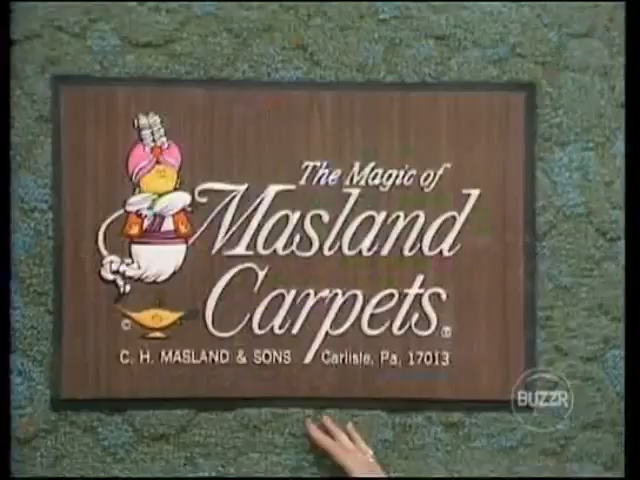 The Magic of
Masland
Carpets®
©
C. H. MASLAND & SONS Carlisle, Pa. 17013
BUZZR